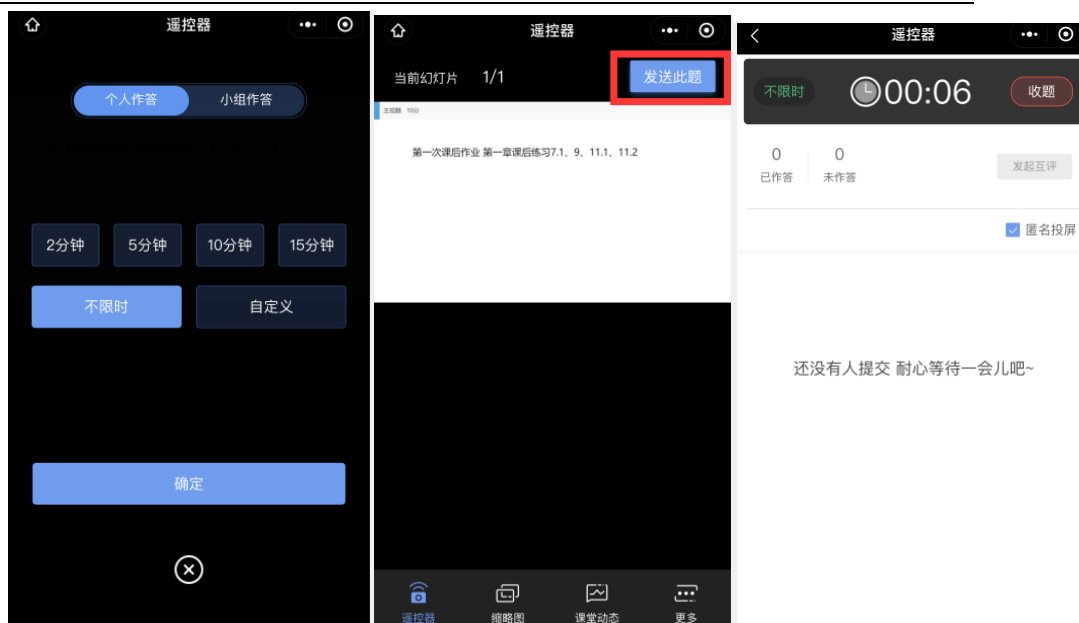 遥控器
个人作答 小组作答
2分钟 5分钟 10分钟 15分钟
不限时 自定义
确定
遥控器
当前幻灯片 1/1 发送此题
主观题 10分
第一次课后作业 第一章课后练习7.1、9、11.1、11.2
遥控器 缩略图 课堂动态 更多
遥控器
不限时 00:06 收题
0 0
已作答 未作答 发起互评
匿名投屏
还没有人提交 耐心等待一会儿吧~